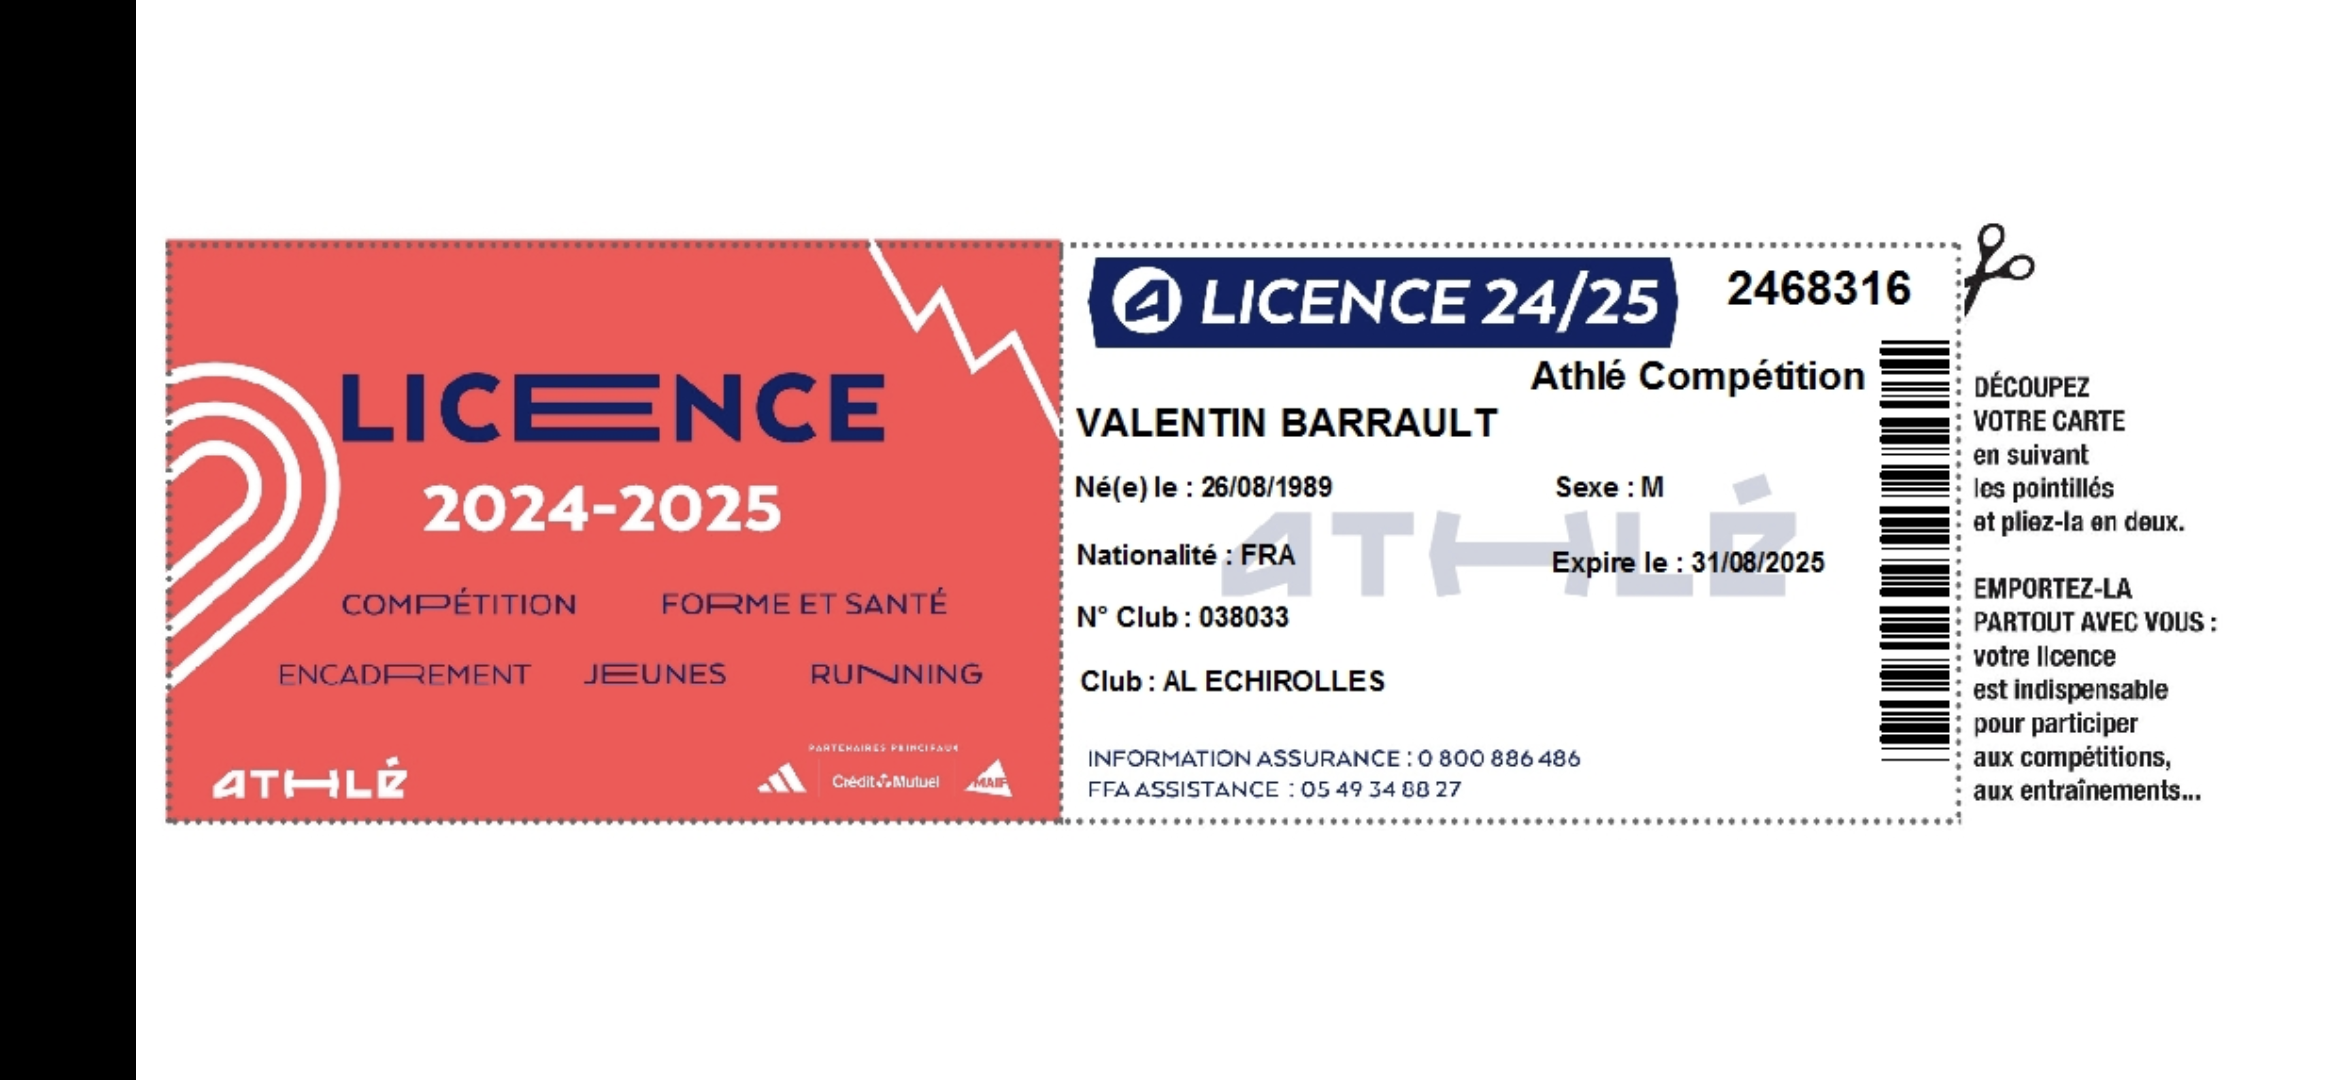 LICENCE
2024-2025
COMPÉTITION FORME ET SANTÉ
ENCADREMENT JEUNES RUNNING
PARTENAIRES PRINCIPAUX
ATHLÉ
Crédit Mutuel MAIF
LICENCE 24/25
2468316
Athlé Compétition
VALENTIN BARRAULT
Né(e) le : 26/08/1989 Sexe : M
ATHLÉ
Nationalité : FRA Expire le : 31/08/2025
N° Club : 038033
Club : AL ECHIROLLES
INFORMATION ASSURANCE : 0 800 886 486
FFA ASSISTANCE : 05 49 34 88 27
DÉCOUPEZ
VOTRE CARTE
en suivant
les pointillés
et pliez-la en deux.
EMPORTEZ-LA
PARTOUT AVEC VOUS :
votre licence
est indispensable
pour participer
aux compétitions,
aux entraînements...